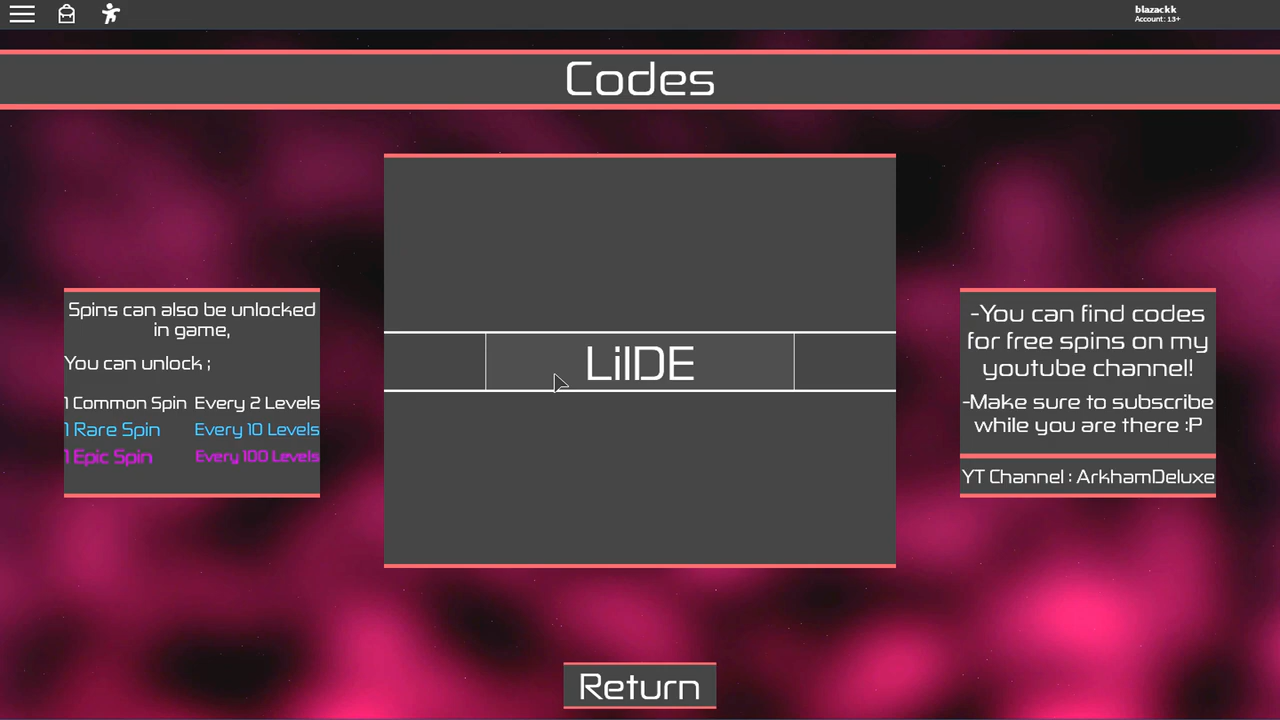 blazackk
Account: 13+
Codes
Spins can also be unlocked
in game,
You can unlock ;
1 Common Spin Every 2 Levels
1 Rare Spin Every 10 Levels
1 Epic Spin Every 100 Levels
LilDE
-You can find codes
for free spins on my
youtube channel!
-Make sure to subscribe
while you are there :P
YT Channel : ArkhamDeluxe
Return